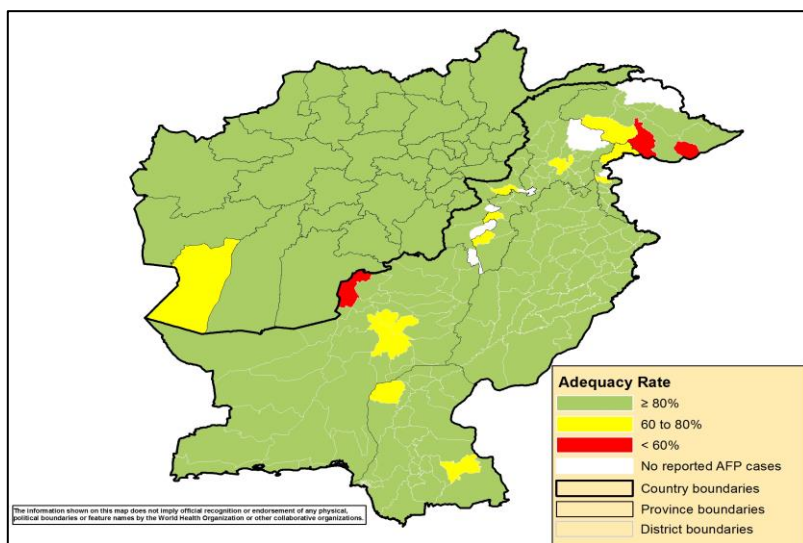 Adequacy Rate
≥ 80%
60 to 80%
< 60%
No reported AFP cases
Country boundaries
Province boundaries
District boundaries
The information shown on this map does not imply official recognition or endorsement of any physical,
political boundaries or feature names by the World Health Organization or other collaborative organizations.